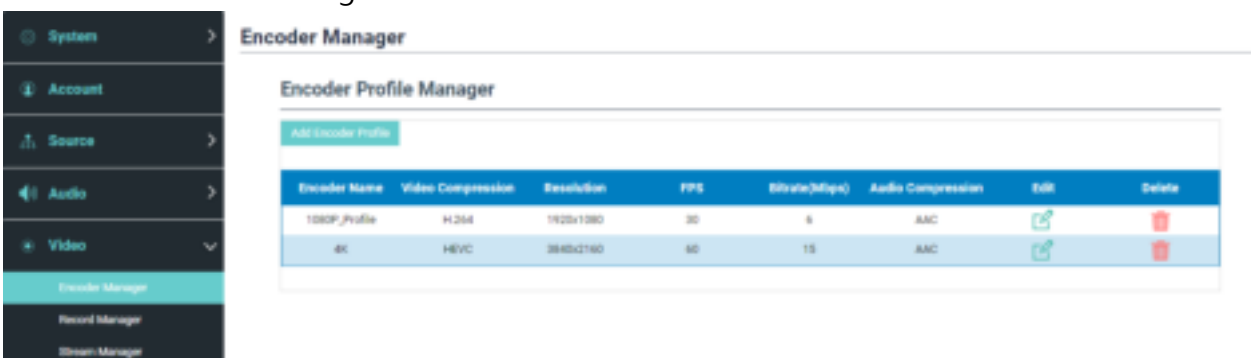 System
Account
Source
Audio
Video
Encoder Manager
Record Manager
Stream Manager
Encoder Manager
Encoder Profile Manager
Add Encoder Profile
Encoder Name Video Compression Resolution FPS Bitrate(Mbps) Audio Compression Edit Delete
1080P_Profile H.264 1920x1080 30 6 AAC
4K HEVC 3840x2160 60 15 AAC